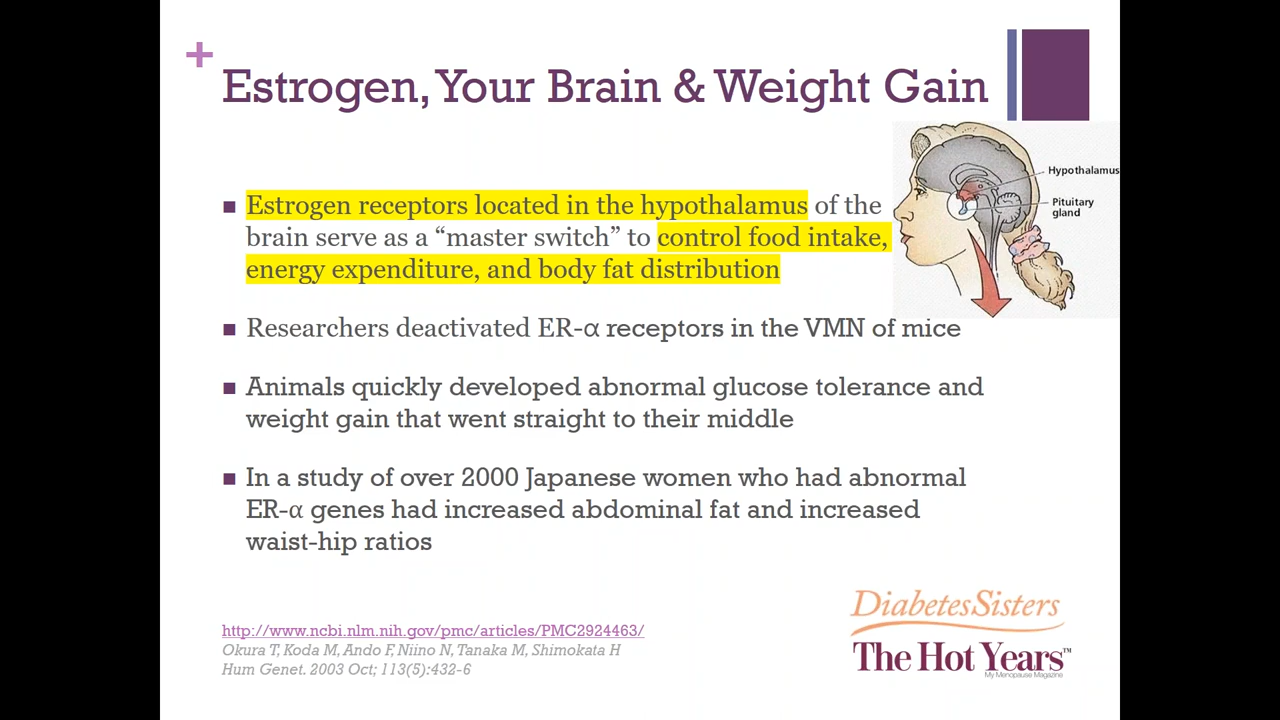 +
Estrogen, Your Brain & Weight Gain
Hypothalamus
Pituitary
gland
■ Estrogen receptors located in the hypothalamus of the
brain serve as a “master switch” to control food intake,
energy expenditure, and body fat distribution
■ Researchers deactivated ER-α receptors in the VMN of mice
■ Animals quickly developed abnormal glucose tolerance and
weight gain that went straight to their middle
■ In a study of over 2000 Japanese women who had abnormal
ER-α genes had increased abdominal fat and increased
waist-hip ratios
http://www.ncbi.nlm.nih.gov/pmc/articles/PMC2924463/
Okura T, Koda M, Ando F, Niino N, Tanaka M, Shimokata H
Hum Genet. 2003 Oct; 113(5):432-6
DiabetesSisters
The Hot Years™
My Menopause Magazine